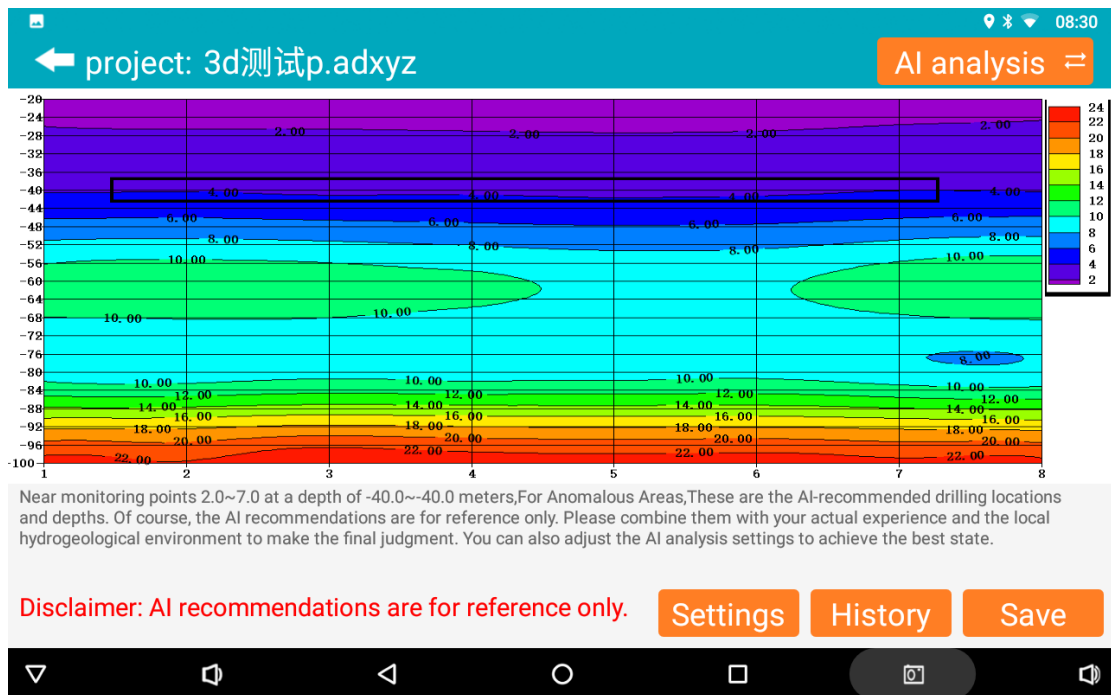 08:30
project: 3d测试p.adxyz
AI analysis
-20
-24
-28
-32
-36
-40
-44
-48
-52
-56
-60
-64
-68
-72
-76
-80
-84
-88
-92
-96
-100
1 2 3 4 5 6 7 8
2.00 2.00 2.00 2.00
4.00 4.00 4.00 4.00
6.00 6.00 6.00 6.00
8.00 8.00 8.00 8.00
10.00 10.00
10.00 10.00
8.00
10.00 10.00 10.00 10.00
12.00 12.00 12.00 12.00
14.00 14.00 14.00 14.00
16.00 16.00 16.00 16.00
18.00 18.00 18.00 18.00
20.00 20.00 20.00 20.00
22.00 22.00 22.00 22.00
24
22
20
18
16
14
12
10
8
6
4
2
Near monitoring points 2.0~7.0 at a depth of -40.0~-40.0 meters,For Anomalous Areas,These are the AI-recommended drilling locations
and depths. Of course, the AI recommendations are for reference only. Please combine them with your actual experience and the local
hydrogeological environment to make the final judgment. You can also adjust the AI analysis settings to achieve the best state.
Disclaimer: AI recommendations are for reference only.
Settings
History
Save